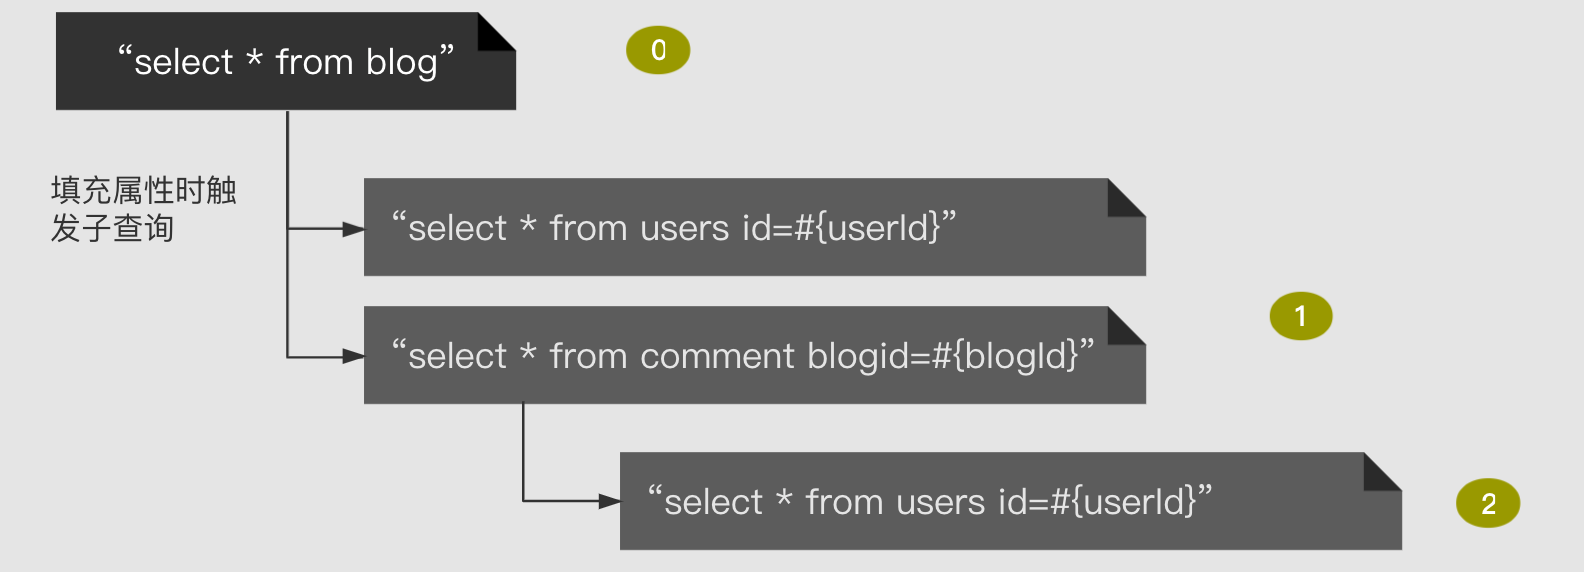 “select * from blog”
0
填充属性时触
发子查询
“select * from users id=#{userId}”
1
“select * from comment blogid=#{blogId}”
“select * from users id=#{userId}”
2